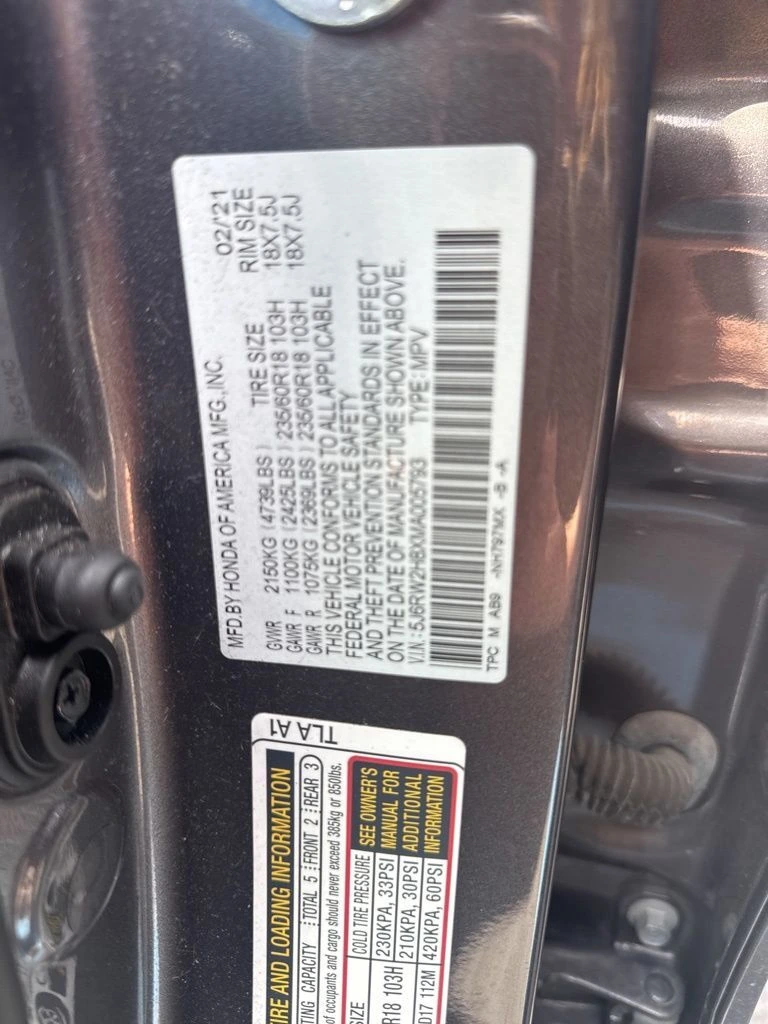 MFD.BY HONDA OF AMERICA MFG.,INC. 02/21
TIRE SIZE RIM SIZE
GVWR 2150KG (4739LBS)
GAWR F 1100KG (2425LBS) 235/60R18 103H 18X7.5J
GAWR R 1075KG (2369LBS) 235/60R18 103H 18X7.5J
THIS VEHICLE CONFORMS TO ALL APPLICABLE
FEDERAL MOTOR VEHICLE SAFETY
AND THEFT PREVENTION STANDARDS IN EFFECT
ON THE DATE OF MANUFACTURE SHOWN ABOVE.
V.I.N.:5J6RW2H8XMA005793 TYPE:MPV
TPC M AB9 -NH797MX -B -A
TLA A1
TIRE AND LOADING INFORMATION
TING CAPACITY TOTAL 5 FRONT 2 REAR 3
of occupants and cargo should never exceed 385kg or 850lbs.
SIZE COLD TIRE PRESSURE
R18 103H 230KPA, 33PSI
210KPA, 30PSI
D17 112M 420KPA, 60PSI
SEE OWNER'S
MANUAL FOR
ADDITIONAL
INFORMATION